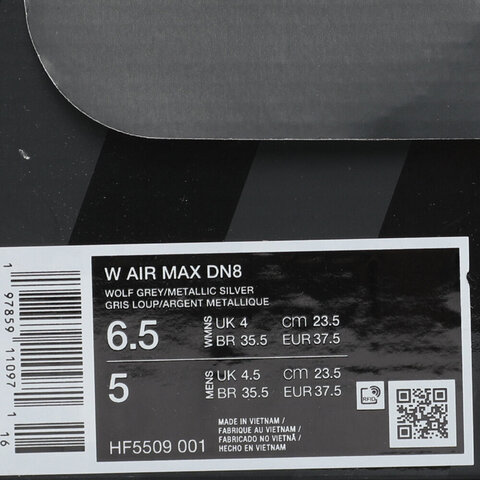 W AIR MAX DN8
WOLF GREY/METALLIC SILVER
GRIS LOUP/ARGENT METALLIQUE
6.5 WMNS UK 4 cm 23.5
BR 35.5 EUR 37.5
5 MENS UK 4.5 cm 23.5
BR 35.5 EUR 37.5
RFID
MADE IN VIETNAM /
FABRIQUE AU VIETNAM /
FABRICADO NO VIETNÃ /
HECHO EN VIETNAM
HF5509 001
1 97859 11097 1 16